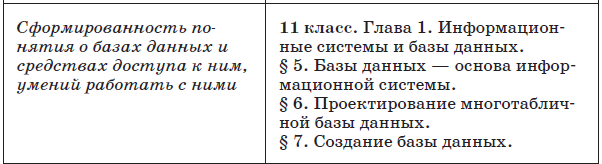 Сформированность по-
нятия о базах данных и
средствах доступа к ним,
умений работать с ними
11 класс. Глава 1. Информацион-
ные системы и базы данных.
§ 5. Базы данных — основа инфор-
мационной системы.
§ 6. Проектирование многотаблич-
ной базы данных.
§ 7. Создание базы данных.